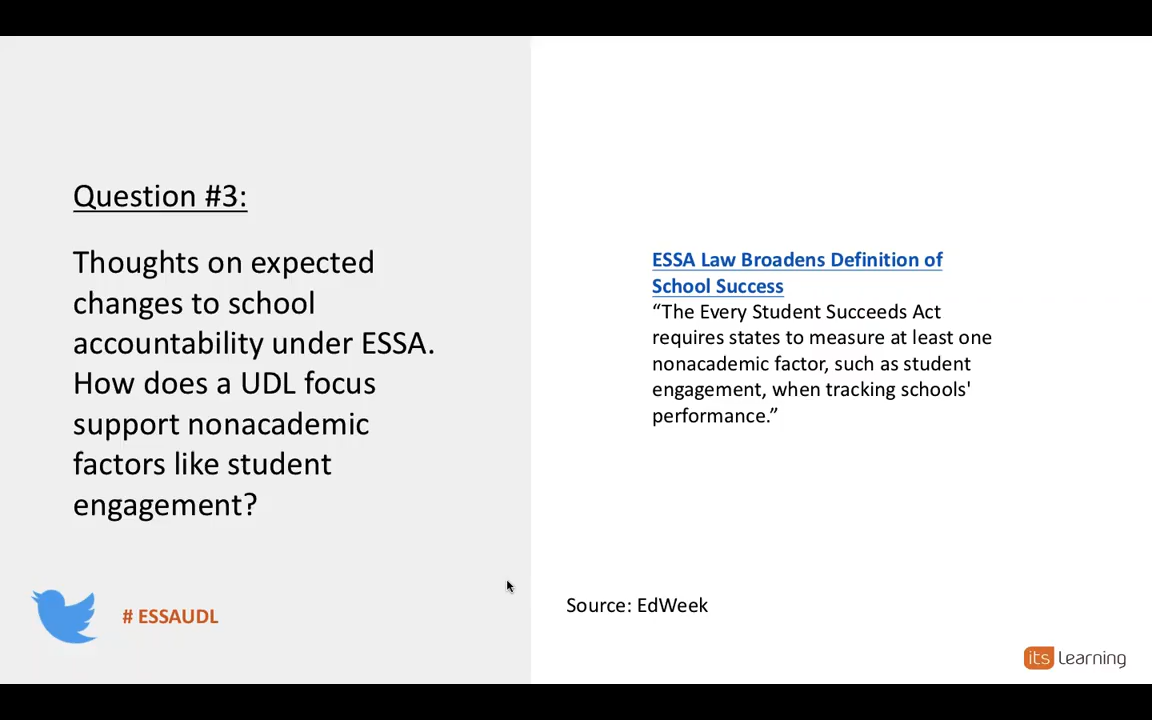 Question #3:
Thoughts on expected
changes to school
accountability under ESSA.
How does a UDL focus
support nonacademic
factors like student
engagement?
# ESSAUDL
ESSA Law Broadens Definition of
School Success
“The Every Student Succeeds Act
requires states to measure at least one
nonacademic factor, such as student
engagement, when tracking schools'
performance.”
Source: EdWeek
its learning